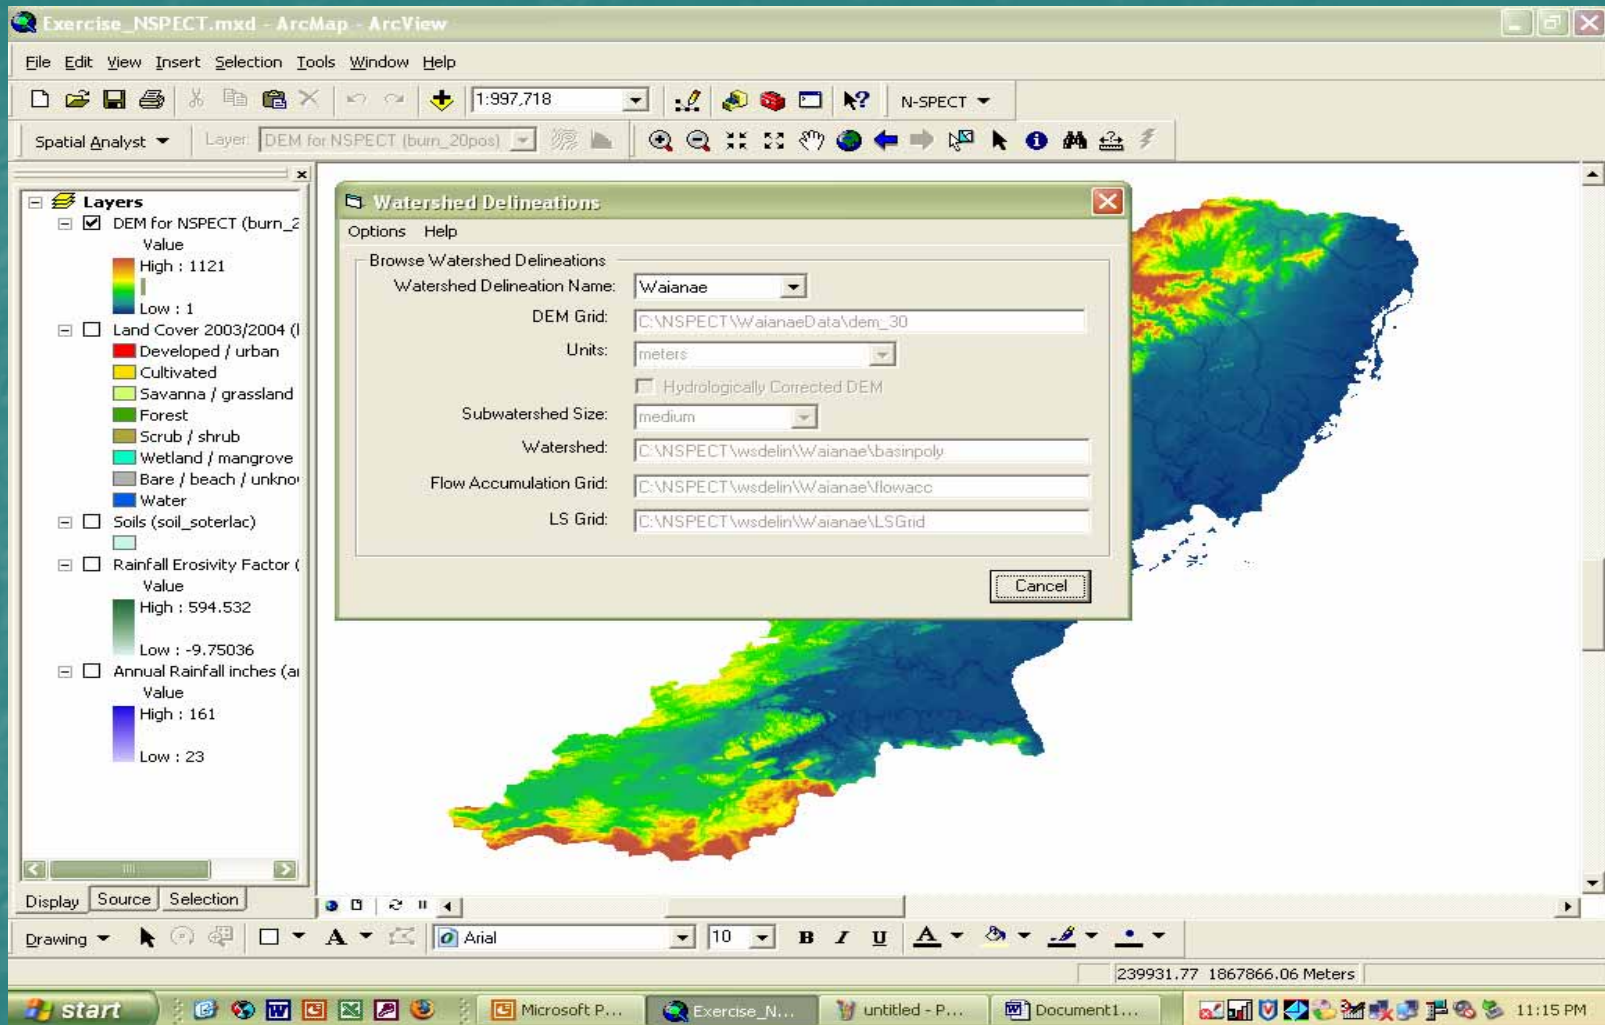 Exercise_NSPECT.mxd - ArcMap - ArcView
File Edit View Insert Selection Tools Window Help
1:997,718
N-SPECT
Spatial Analyst
Layer: DEM for NSPECT (burn_20pos)
Layers
DEM for NSPECT (burn_2
Value
High : 1121
Low : 1
Land Cover 2003/2004 (l
Developed / urban
Cultivated
Savanna / grassland
Forest
Scrub / shrub
Wetland / mangrove
Bare / beach / unkno
Water
Soils (soil_soterlac)
Rainfall Erosivity Factor (
Value
High : 594.532
Low : -9.75036
Annual Rainfall inches (a
Value
High : 161
Low : 23
Display Source Selection
Watershed Delineations
Options Help
Browse Watershed Delineations
Watershed Delineation Name: Waianae
DEM Grid: C:\NSPECT\WaianaeData\dem_30
Units: meters
Hydrologically Corrected DEM
Subwatershed Size: medium
Watershed: C:\NSPECT\wsdelin\Waianae\basinpoly
Flow Accumulation Grid: C:\NSPECT\wsdelin\Waianae\flowacc
LS Grid: C:\NSPECT\wsdelin\Waianae\LSGrid
Cancel
Drawing A Arial 10 B I U A
239931.77 1867866.06 Meters
start Microsoft P... Exercise_N... untitled - P... Document1... 11:15 PM